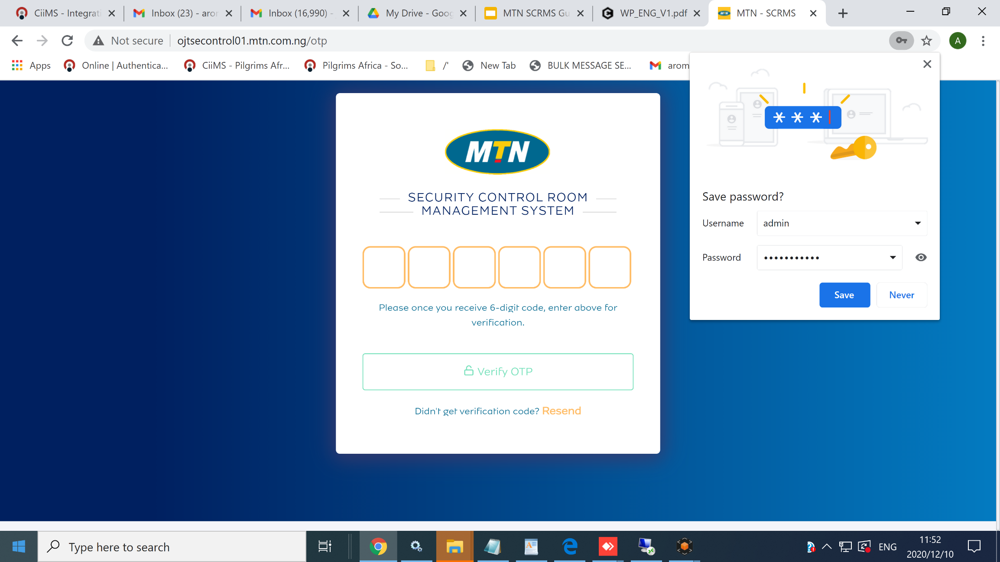 CiiMS - Integrati
Inbox (23) - aror
Inbox (16,990) -
My Drive - Goog
MTN SCRMS Gu
WP_ENG_V1.pdf
MTN - SCRMS
Not secure
ojtsecontrol01.mtn.com.ng/otp
A
Apps
Online | Authentica...
CiiMS - Pilgrims Afr...
Pilgrims Africa - So...
/'
New Tab
BULK MESSAGE SE...
arom
MTN
SECURITY CONTROL ROOM
MANAGEMENT SYSTEM
Please once you receive 6-digit code, enter above for
verification.
Verify OTP
Didn't get verification code? Resend
Save password?
Username
admin
Password
•••••••••••
Save
Never
Type here to search
ENG
11:52
2020/12/10